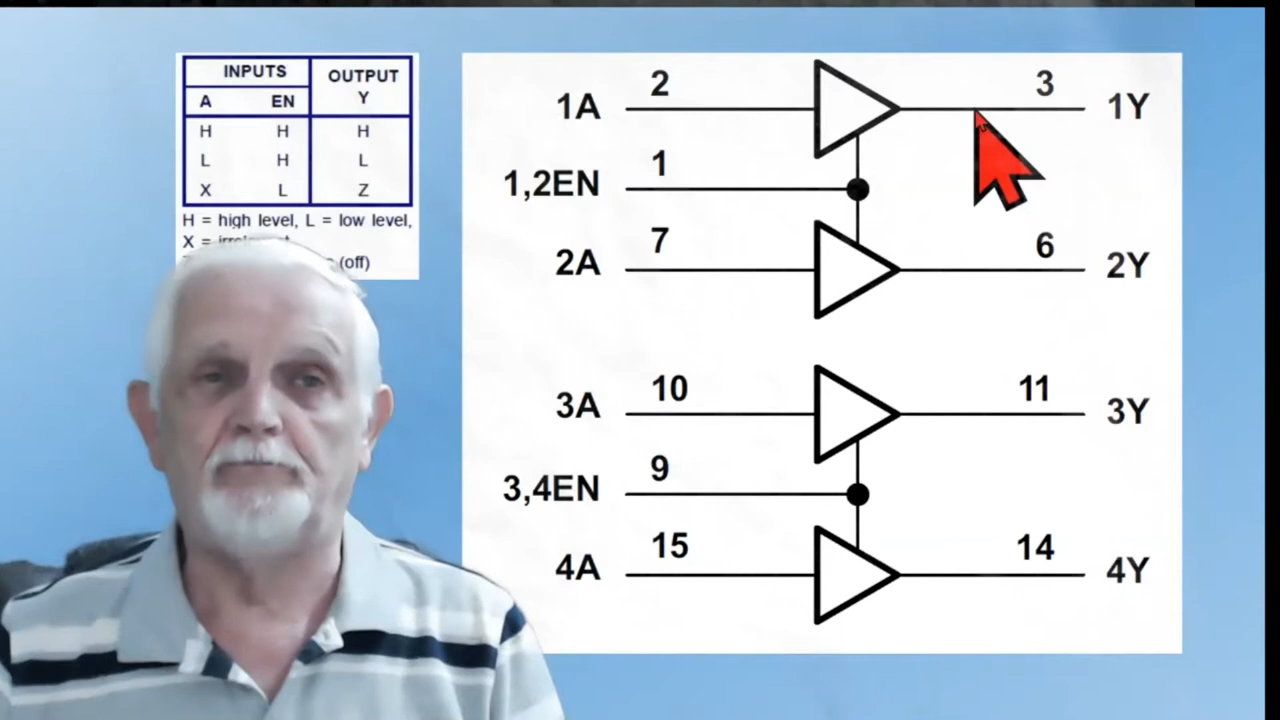 INPUTS OUTPUT
A EN Y
H H H
L H L
X L Z
H = high level, L = low level,
X =
(off)
1A 2 3 1Y
1,2EN 1
2A 7 6 2Y
3A 10 11 3Y
3,4EN 9
4A 15 14 4Y